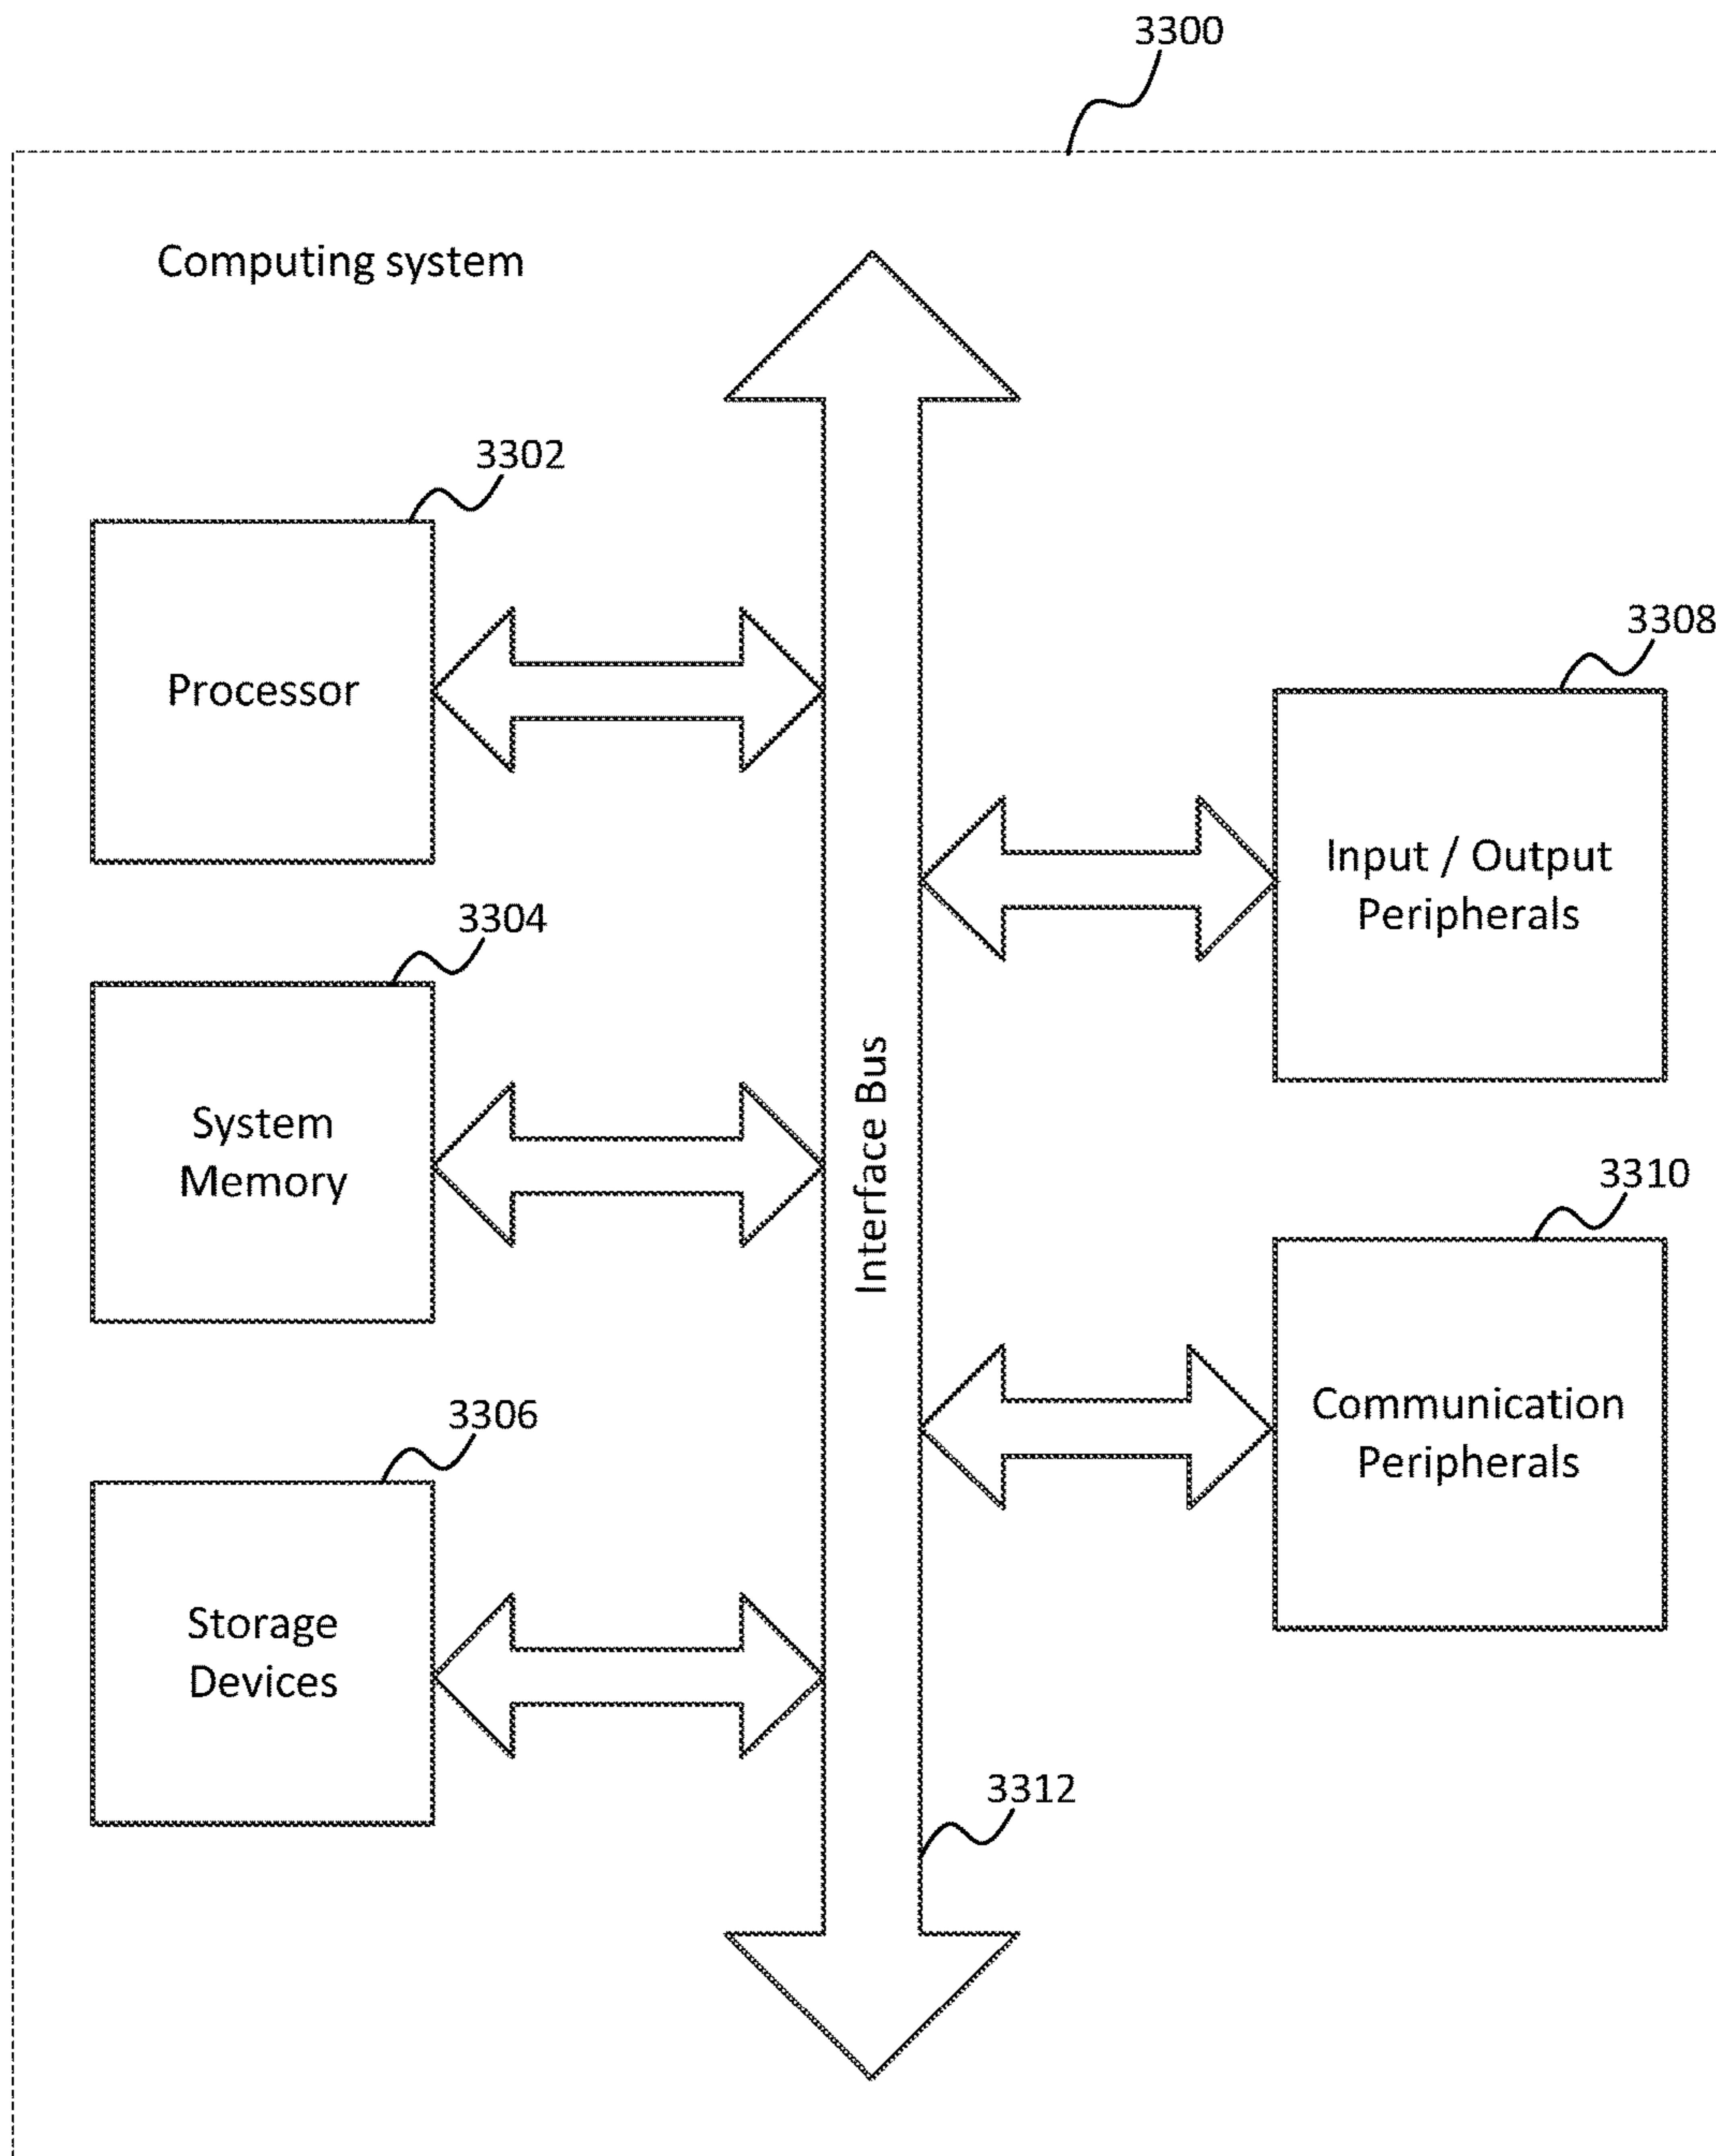 3300
Computing system
3302
Processor
3308
Input / Output
Peripherals
3304
System
Memory
Interface Bus
3310
Communication
Peripherals
3306
Storage
Devices
3312